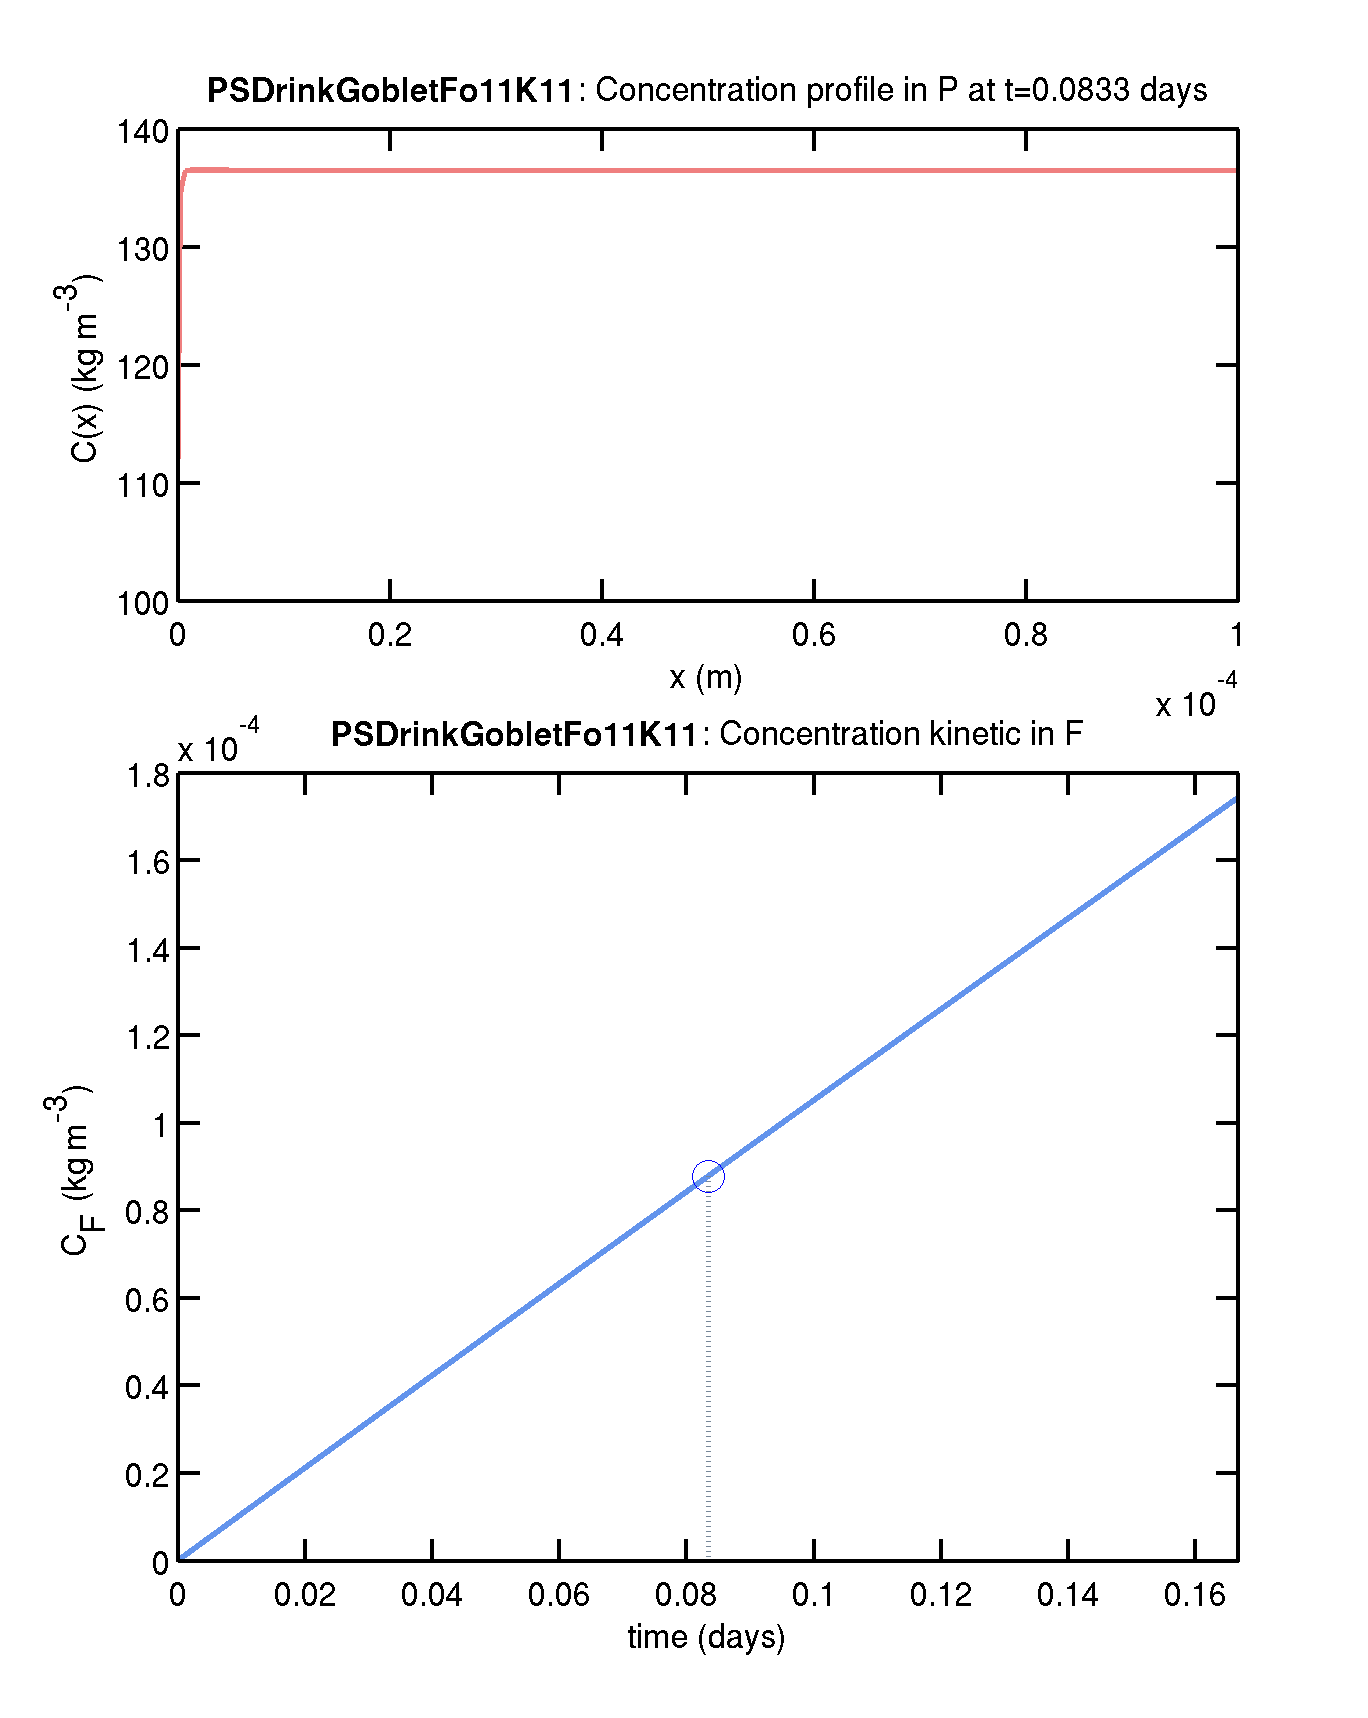 PSDrinkGobletFo11K11: Concentration profile in P at t=0.0833 days
140
130
120
110
100
C(x) (kg m-3)
0 0.2 0.4 0.6 0.8 1
x (m)
x 10-4
x 10-4
PSDrinkGobletFo11K11: Concentration kinetic in F
1.8
1.6
1.4
1.2
1
0.8
0.6
0.4
0.2
0
CF (kg m-3)
0 0.02 0.04 0.06 0.08 0.1 0.12 0.14 0.16
time (days)